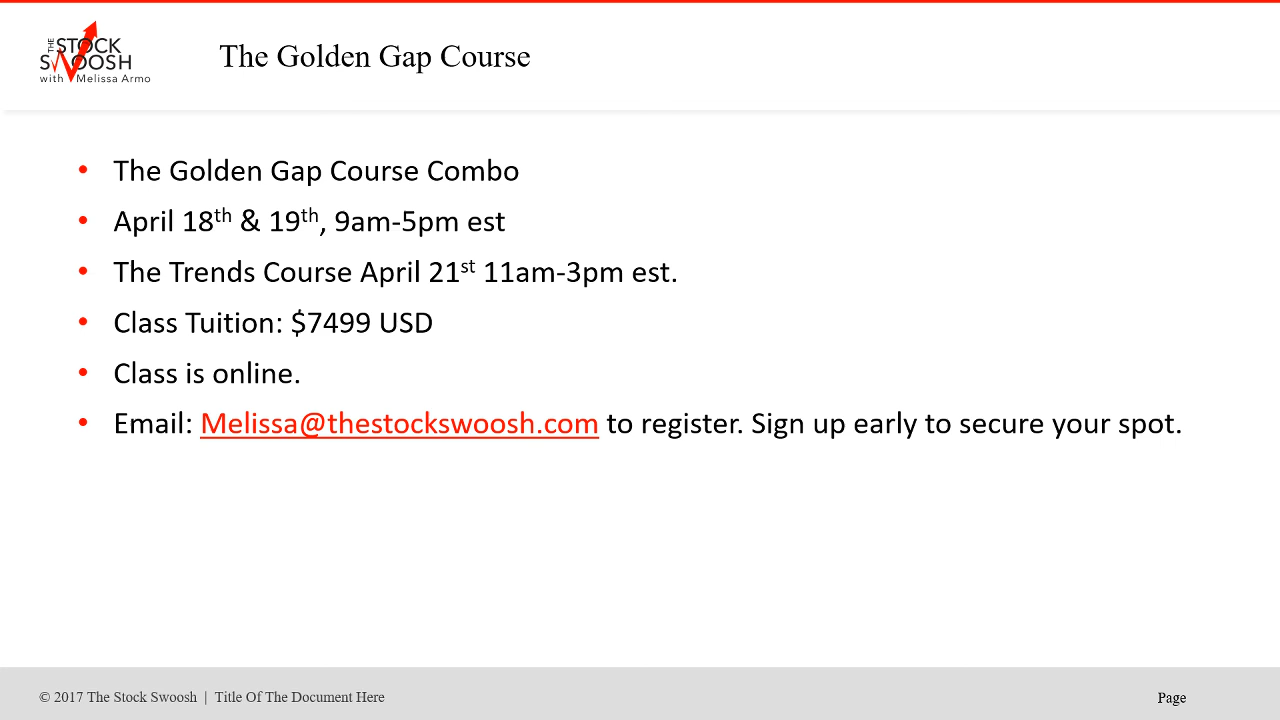 THE STOCK
SWOOSH
with Melissa Armo
The Golden Gap Course
• The Golden Gap Course Combo
• April 18th & 19th, 9am-5pm est
• The Trends Course April 21st 11am-3pm est.
• Class Tuition: $7499 USD
• Class is online.
• Email: Melissa@thestockswoosh.com to register. Sign up early to secure your spot.
© 2017 The Stock Swoosh | Title Of The Document Here
Page